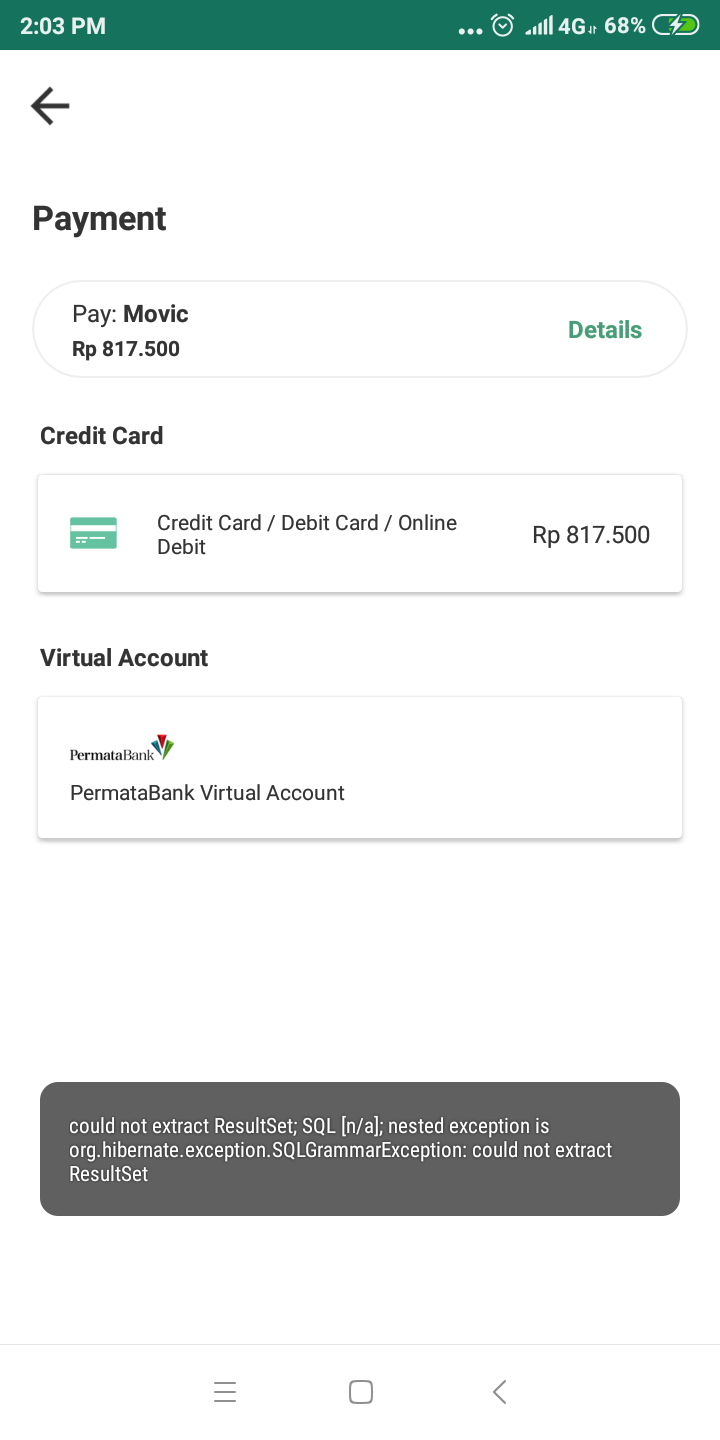 2:03 PM
4G 68%
Payment
Pay: Movic
Rp 817.500
Details
Credit Card
Credit Card / Debit Card / Online
Debit
Rp 817.500
Virtual Account
PermataBank
PermataBank Virtual Account
could not extract ResultSet; SQL [n/a]; nested exception is
org.hibernate.exception.SQLGrammarException: could not extract
ResultSet